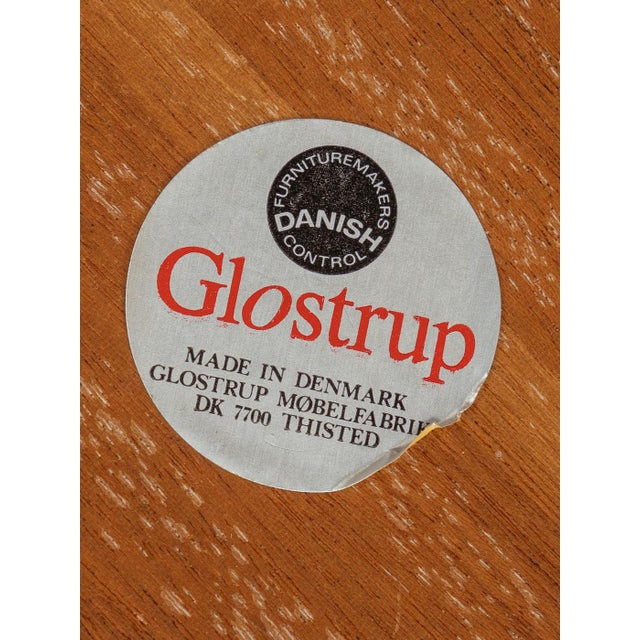 FURNITUREMAKERS
DANISH
CONTROL
Glostrup
MADE IN DENMARK
GLOSTRUP MØBELFABRIK
DK 7700 THISTED